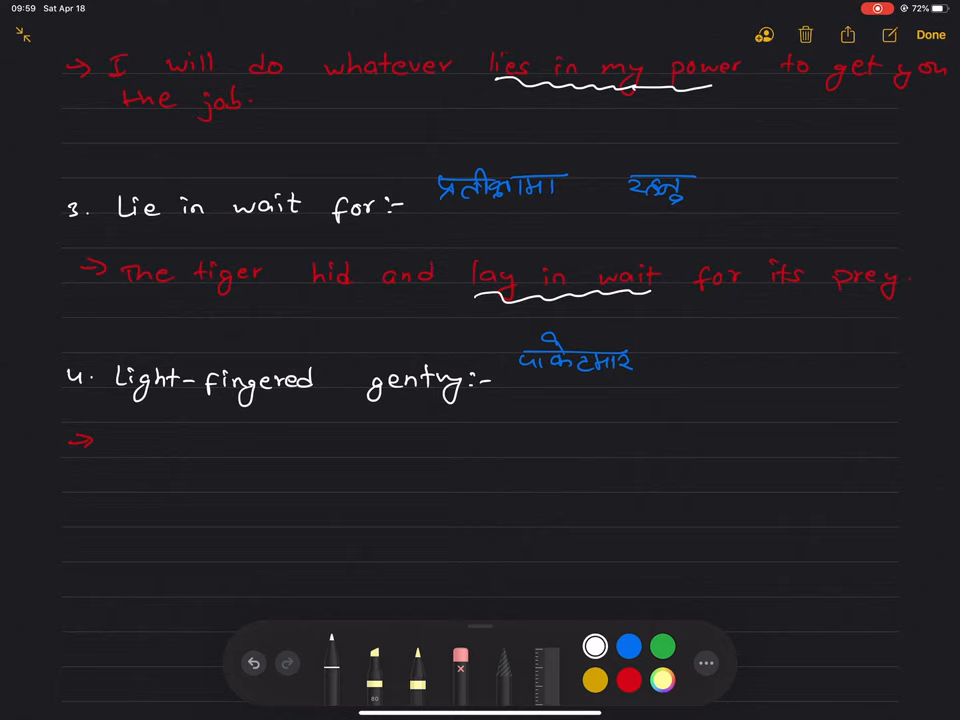 09:59 Sat Apr 18
72%
Done
→ I will do whatever lies in my power to get you
the job.
प्रतीक्षामा रहनु
3. Lie in wait for:-
→ The tiger hid and lay in wait for its prey.
पाकेटमार
4. Light-fingered gentry:-
→
80